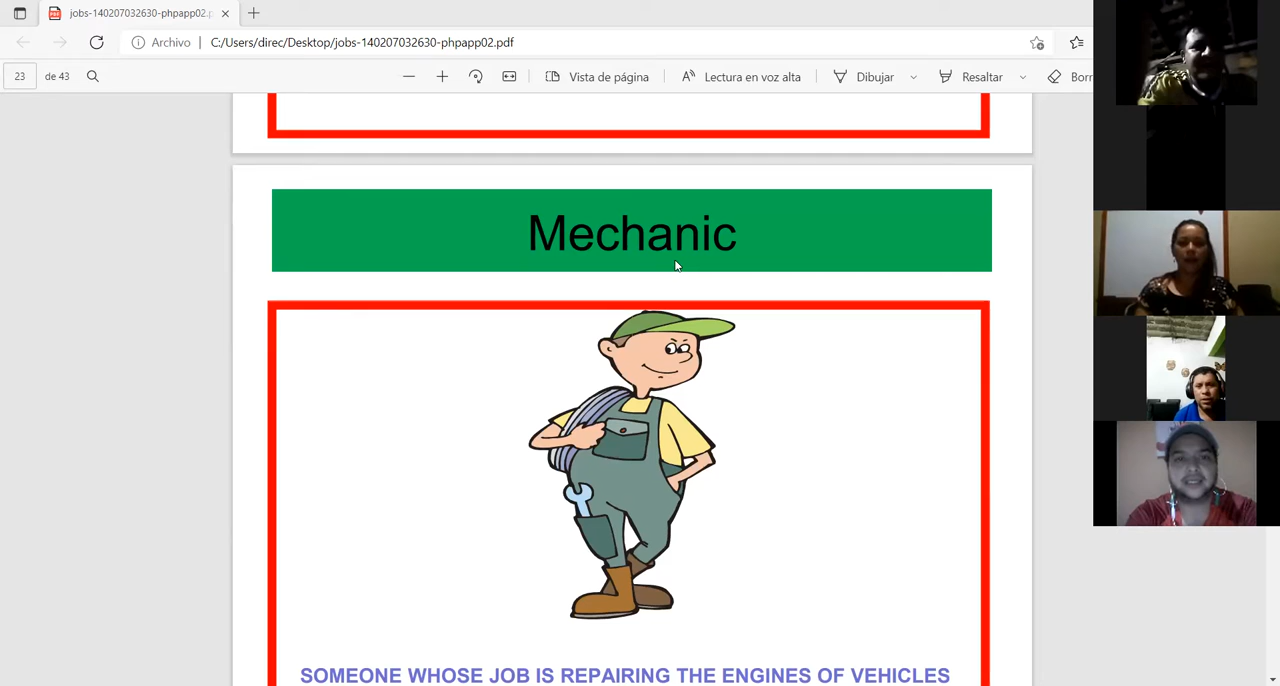 jobs-140207032630-phpapp02.p
Archivo
C:/Users/direc/Desktop/jobs-140207032630-phpapp02.pdf
23 de 43 Vista de página Lectura en voz alta Dibujar Resaltar Borr
Mechanic
SOMEONE WHOSE JOB IS REPAIRING THE ENGINES OF VEHICLES